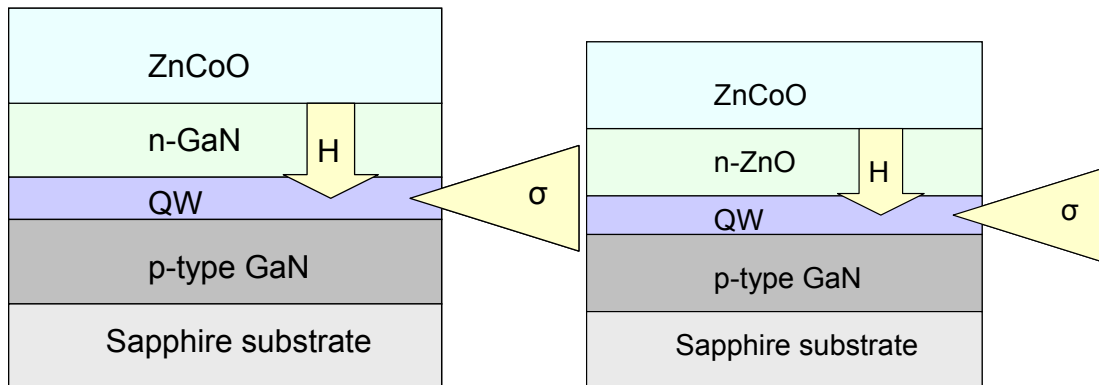 ZnCoO
n-GaN
H
QW
σ
p-type GaN
Sapphire substrate
ZnCoO
n-ZnO
H
QW
σ
p-type GaN
Sapphire substrate